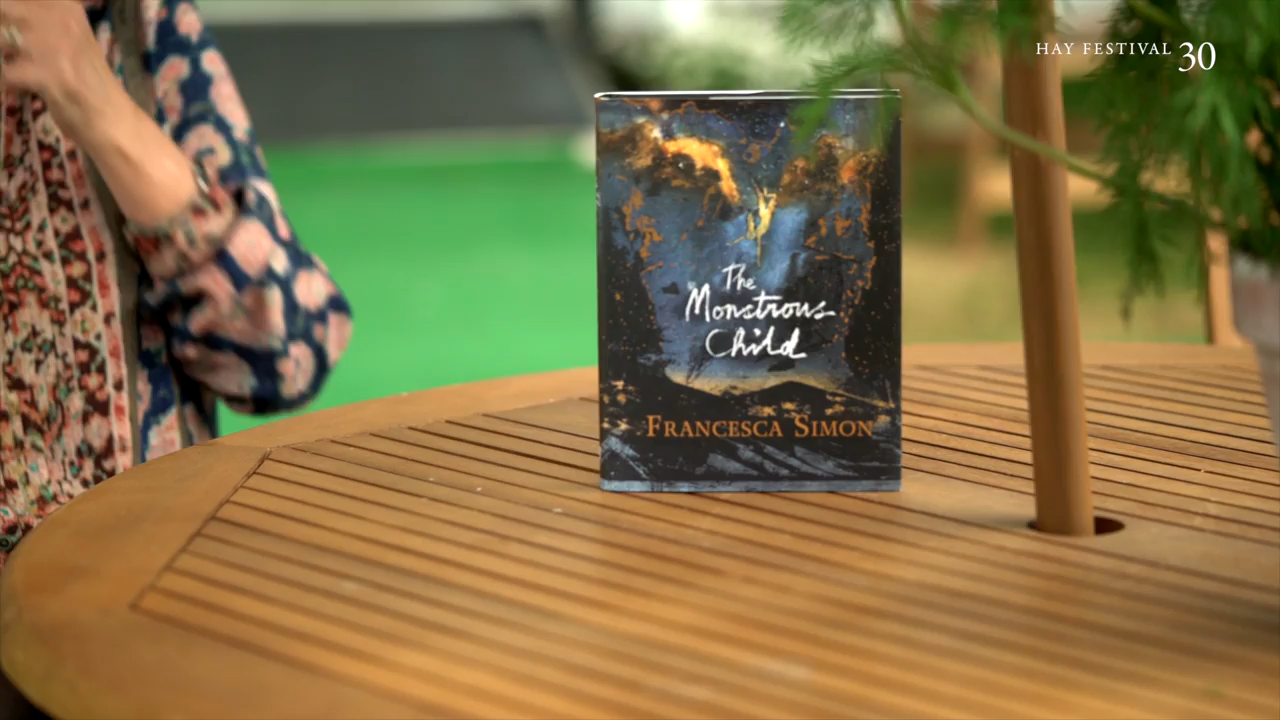 HAY FESTIVAL 30
The
Monstrous
Child
FRANCESCA SIMON